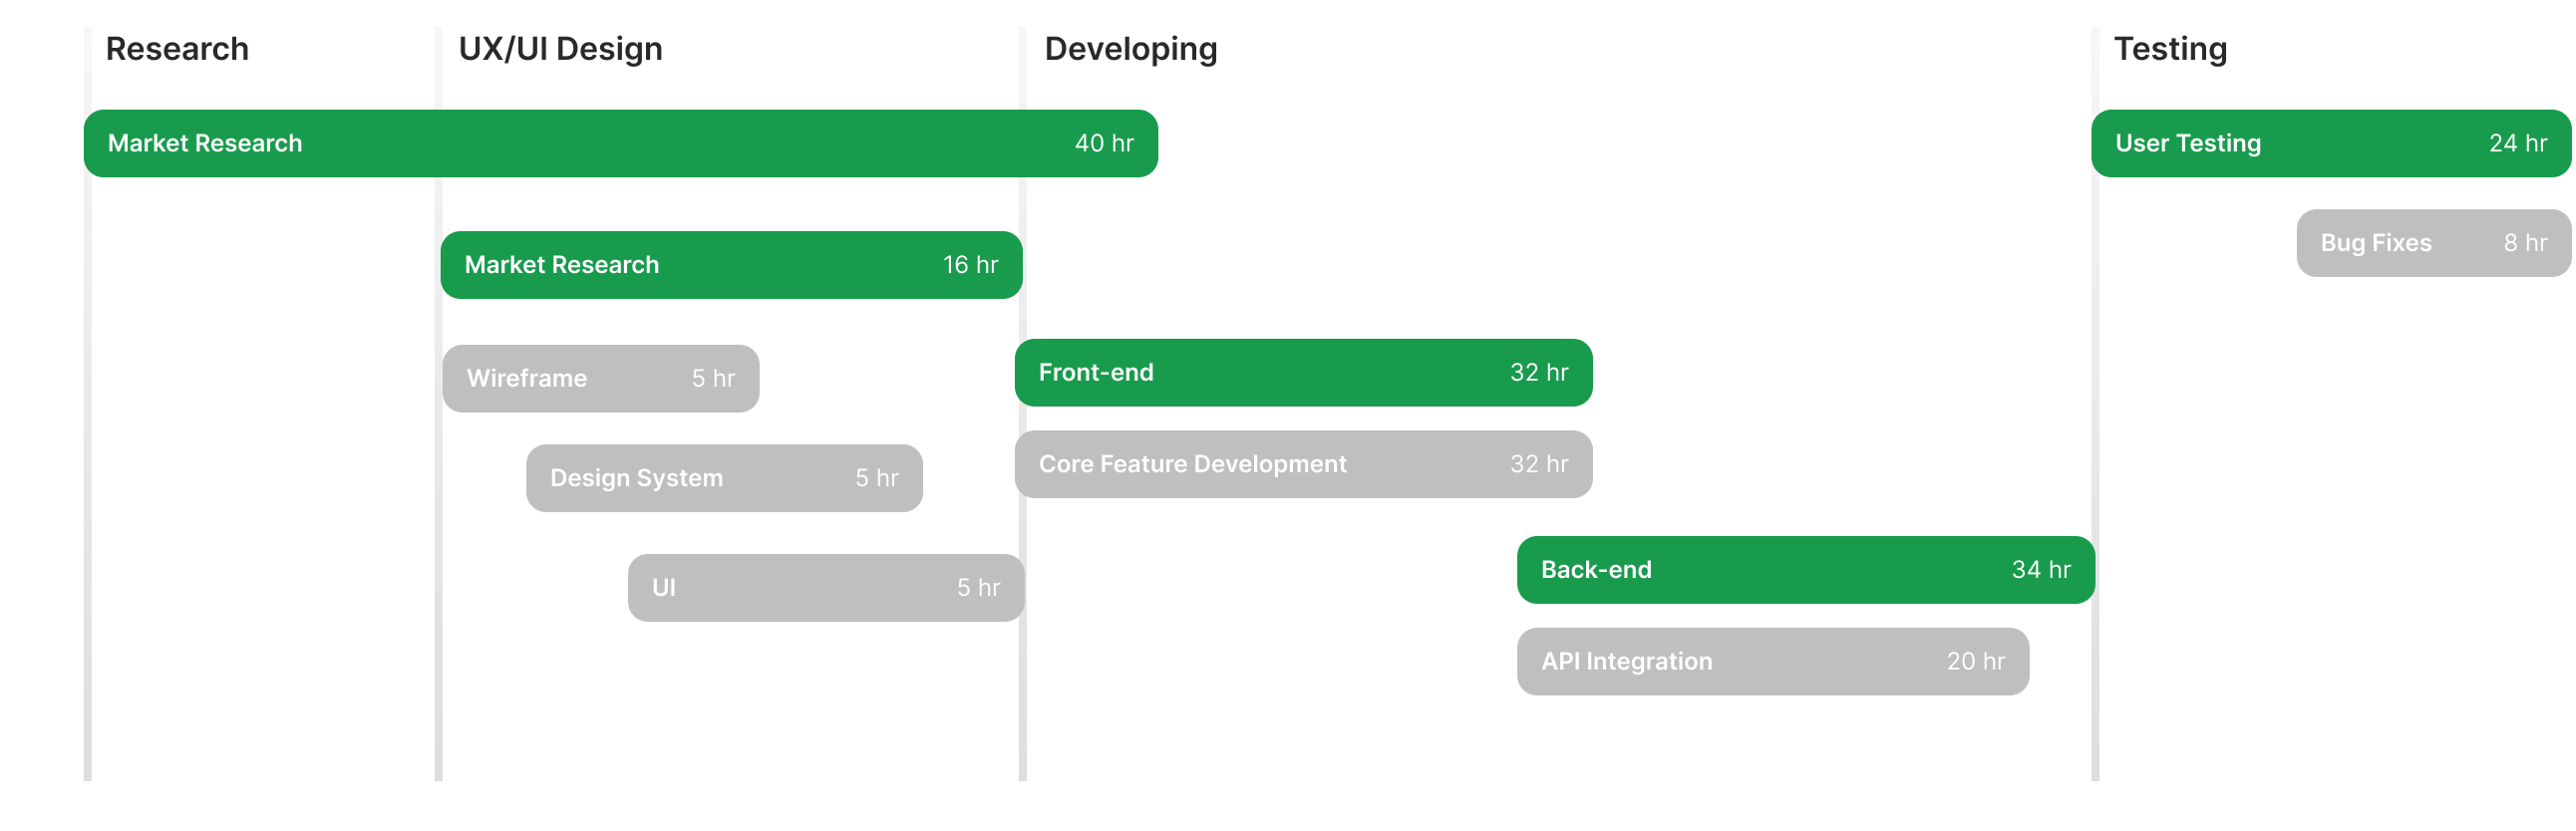 Research
UX/UI Design
Developing
Testing
Market Research 40 hr
User Testing 24 hr
Bug Fixes 8 hr
Market Research 16 hr
Wireframe 5 hr
Front-end 32 hr
Design System 5 hr
Core Feature Development 32 hr
UI 5 hr
Back-end 34 hr
API Integration 20 hr